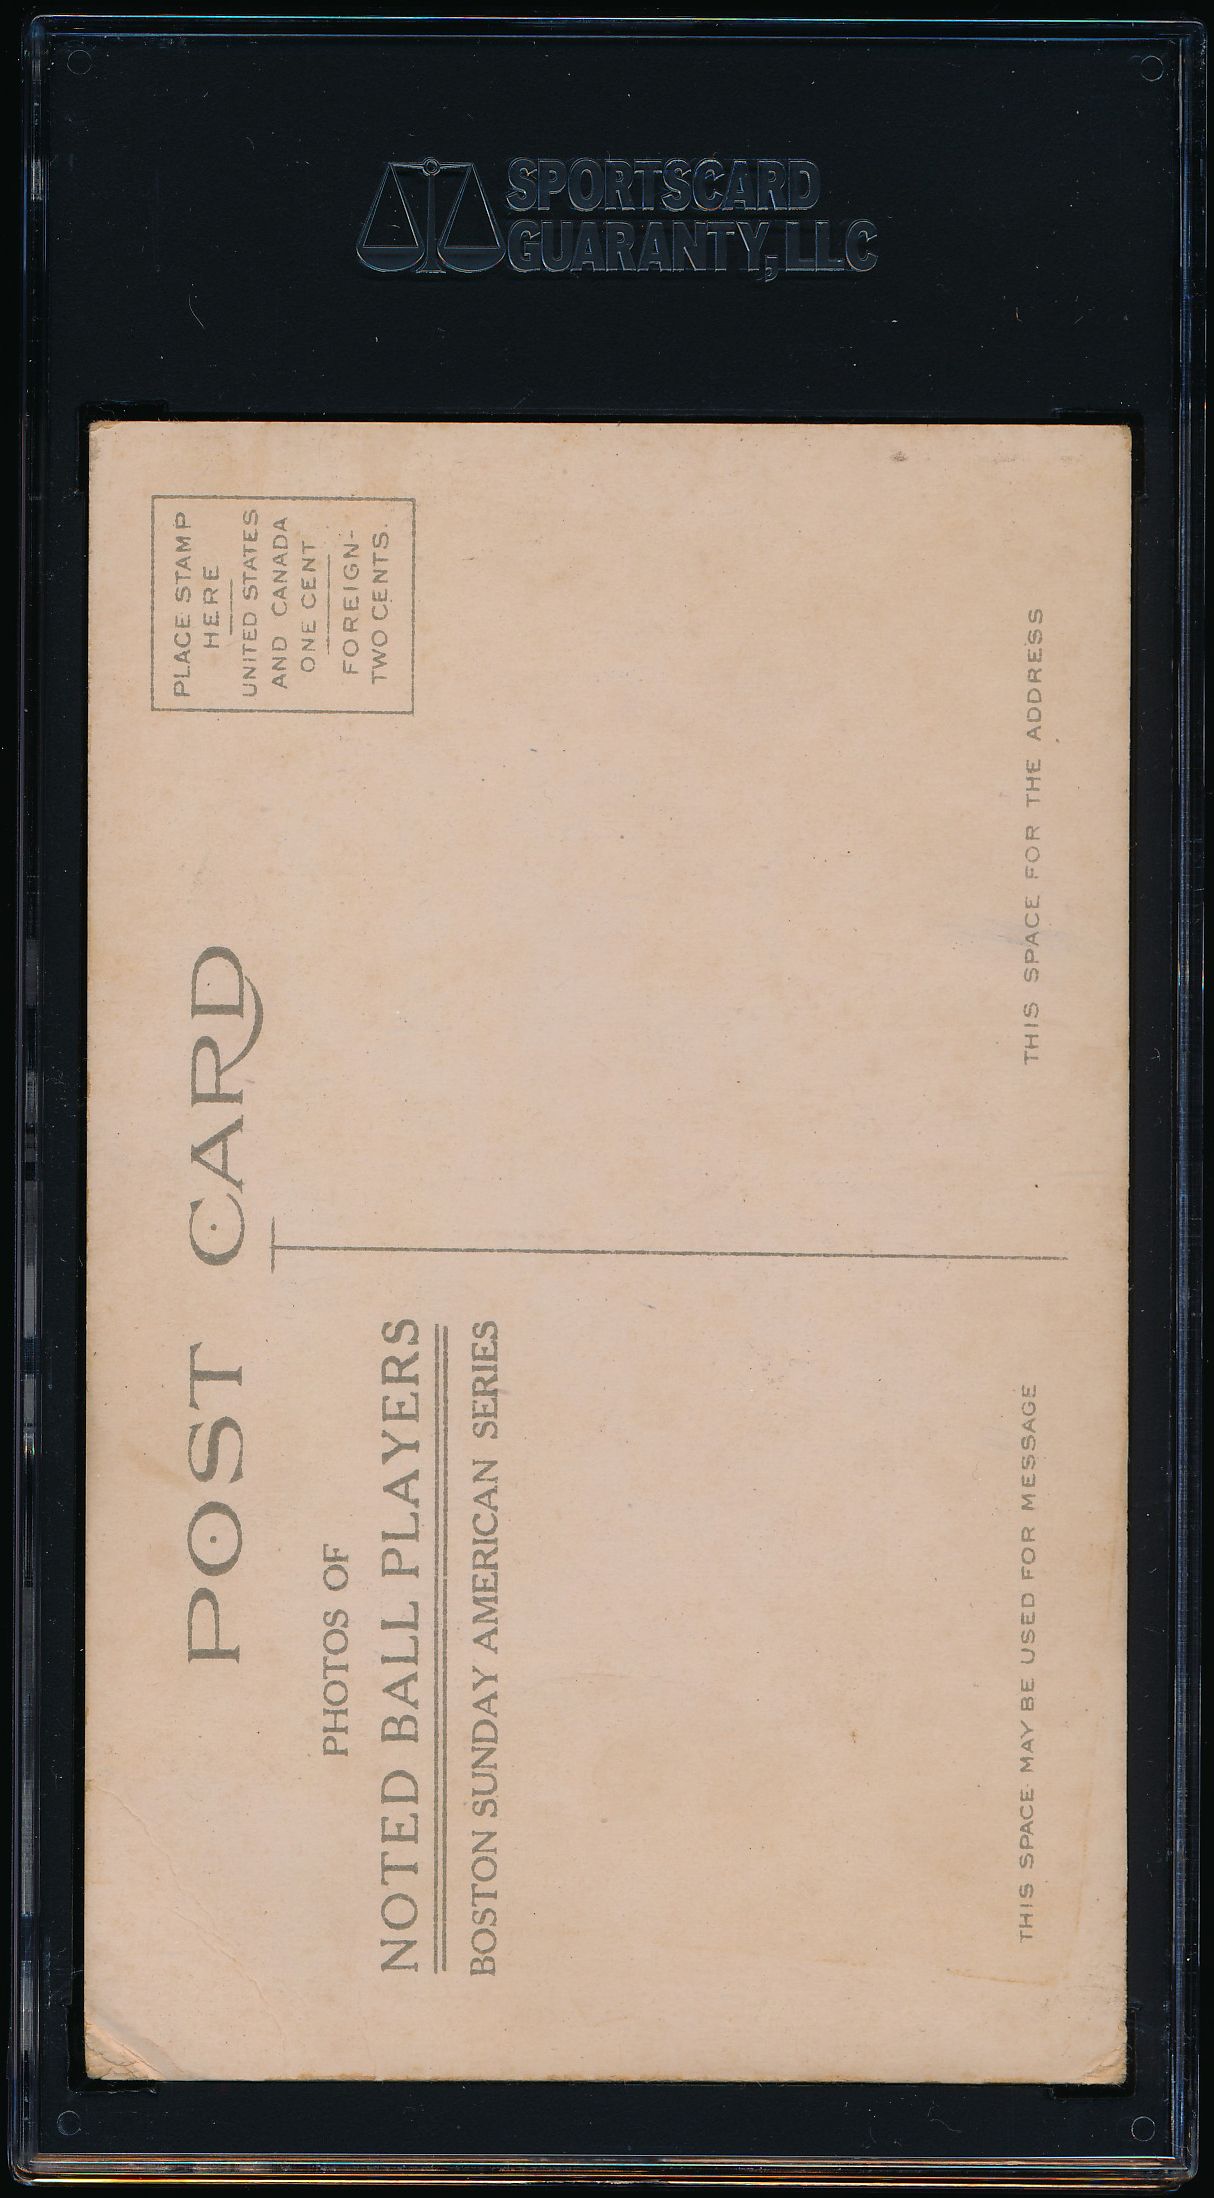 SPORTSCARD
GUARANTY, LLC
POST CARD
PLACE STAMP
HERE
UNITED STATES
AND CANADA
ONE CENT
FOREIGN-
TWO CENTS.
PHOTOS OF
NOTED BALL PLAYERS
BOSTON SUNDAY AMERICAN SERIES
THIS SPACE MAY BE USED FOR MESSAGE
THIS SPACE FOR THE ADDRESS